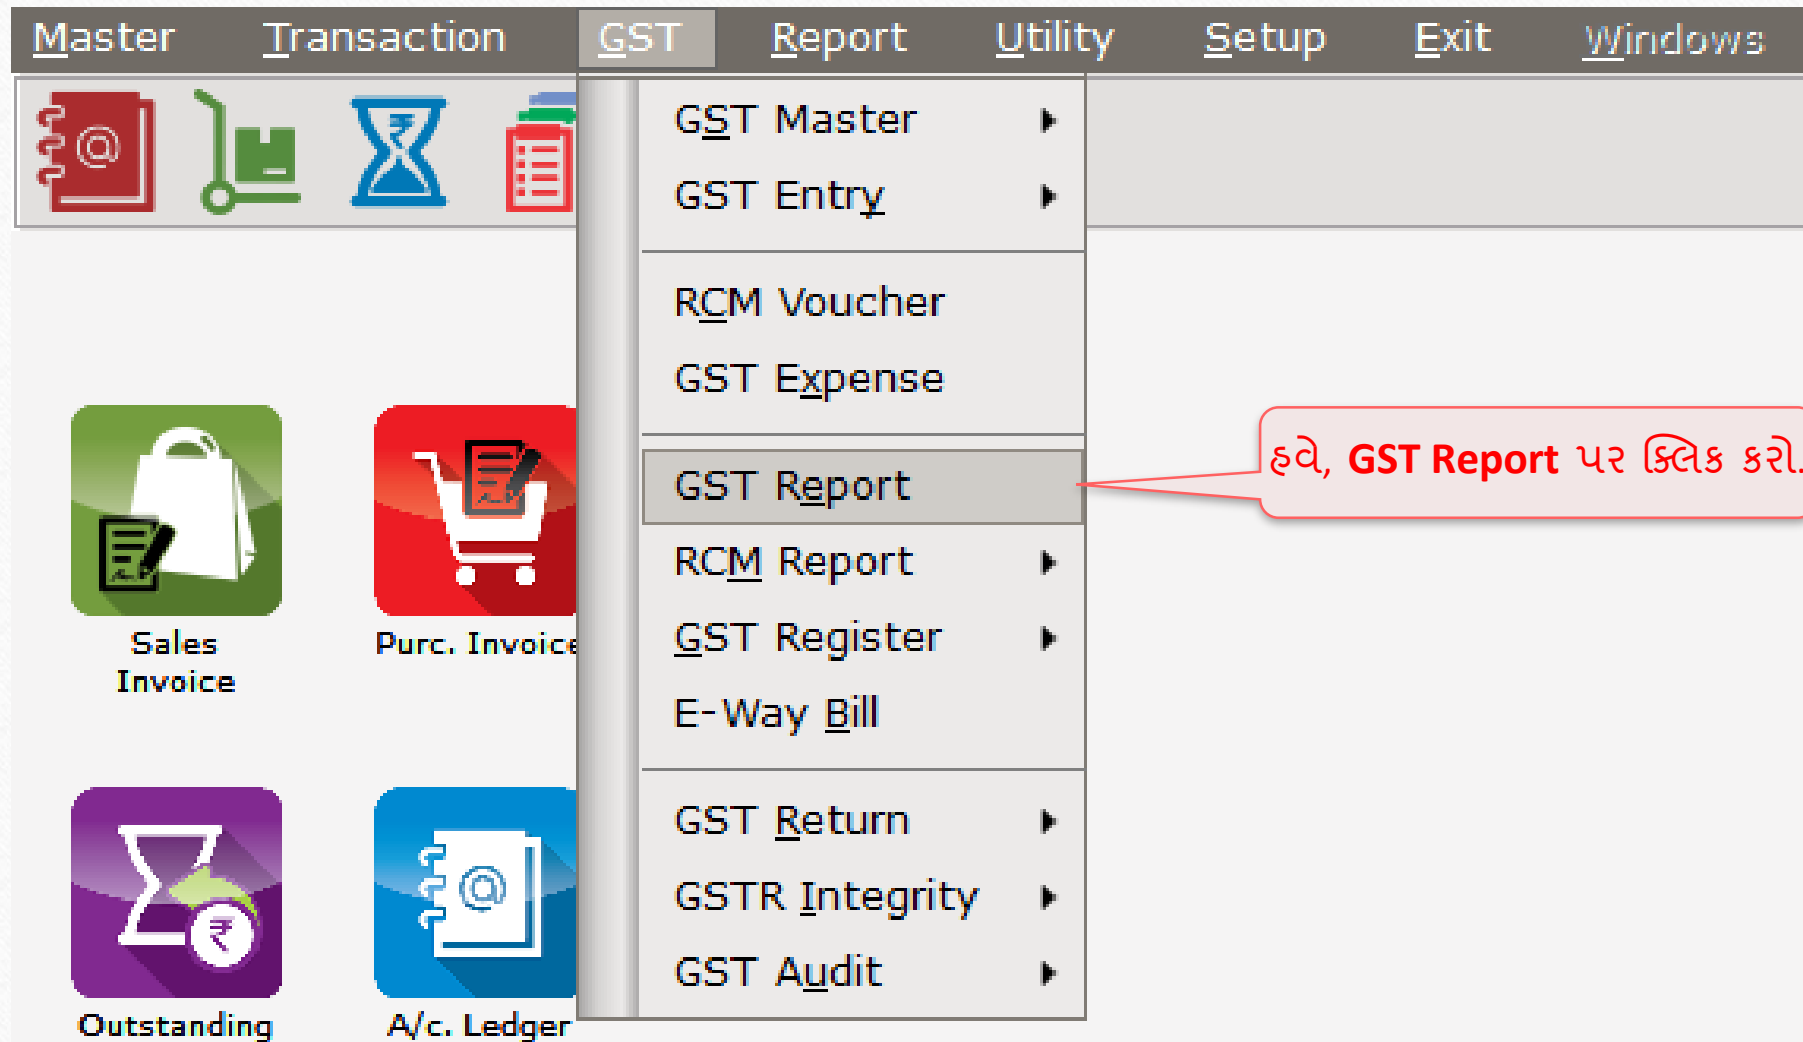 Master Transaction GST Report Utility Setup Exit Windows
GST Master
GST Entry
RCM Voucher
GST Expense
GST Report
હવે, GST Report પર ક્લિક કરો.
RCM Report
GST Register
E-Way Bill
GST Return
GSTR Integrity
GST Audit
Sales
Invoice
Purc. Invoice
Outstanding
A/c. Ledger